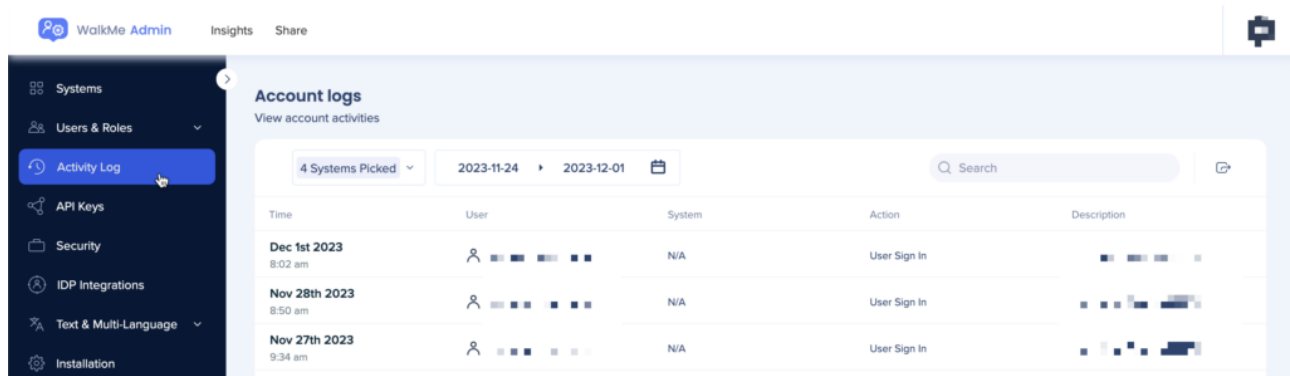 WalkMe Admin Insights Share
Systems
Users & Roles
Activity Log
API Keys
Security
IDP Integrations
Text & Multi-Language
Installation
Account logs
View account activities
4 Systems Picked 2023-11-24 2023-12-01 Search
Time User System Action Description
Dec 1st 2023
8:02 am
N/A User Sign In
Nov 28th 2023
8:50 am
N/A User Sign In
Nov 27th 2023
9:34 am
N/A User Sign In